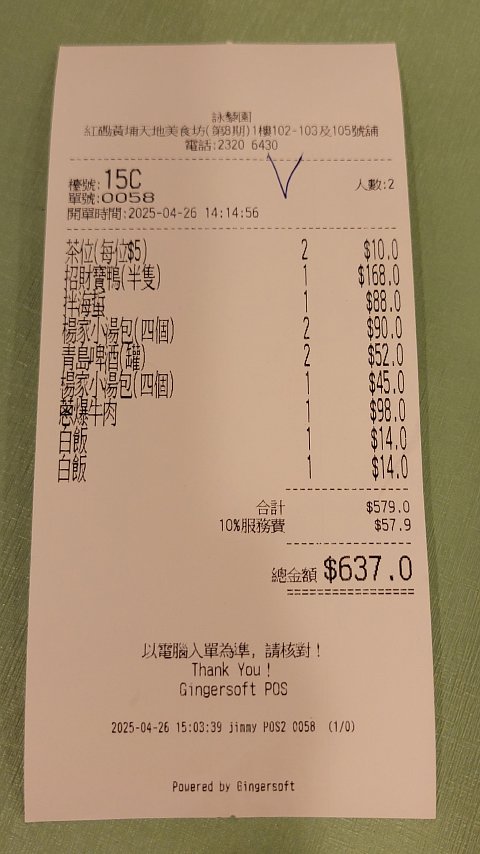 詠藜園
紅磡黃埔天地美食坊(第8期)1樓102-103及105號舖
電話:2320 6430
檯號:15C 人數:2
單號:0058
開單時間:2025-04-26 14:14:56
茶位(每位$5) 2 $10.0
招財寶鴨(半隻) 1 $168.0
拌海蜇 1 $88.0
楊家小湯包(四個) 2 $90.0
青島啤酒(罐) 2 $52.0
楊家小湯包(四個) 1 $45.0
葱爆牛肉 1 $98.0
白飯 1 $14.0
白飯 1 $14.0
合計 $579.0
10%服務費 $57.9
總金額 $637.0
以電腦入單為準, 請核對!
Thank You!
Gingersoft POS
2025-04-26 15:03:39 jimmy POS2 0058 (1/0)
Powered by Gingersoft